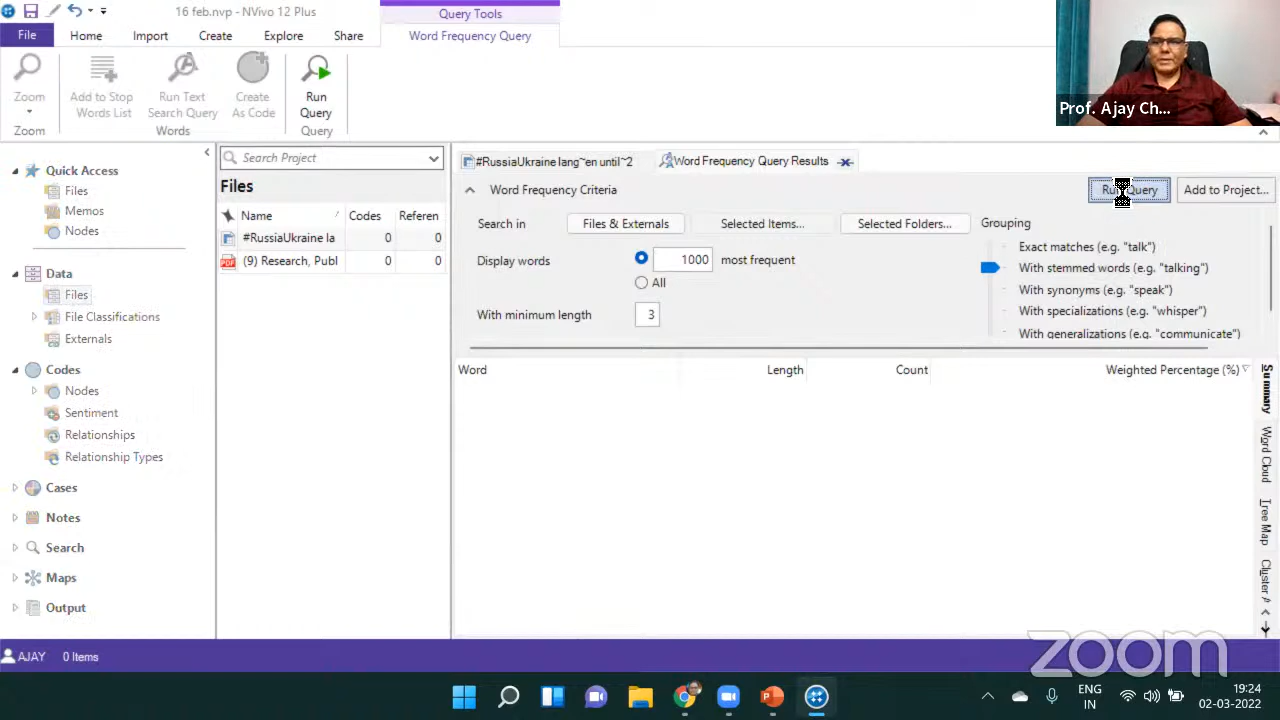 16 feb.nvp - NVivo 12 Plus
Query Tools
File Home Import Create Explore Share Word Frequency Query
Zoom
Add to Stop Words List
Run Text Search Query
Create As Code
Run Query
Zoom
Words
Query
Prof. Ajay Ch...
Quick Access
Files
Memos
Nodes
Data
Files
File Classifications
Externals
Codes
Nodes
Sentiment
Relationships
Relationship Types
Cases
Notes
Search
Maps
Output
Search Project
Files
Name Codes Referen
#RussiaUkraine la 0 0
PDF (9) Research, Publ 0 0
#RussiaUkraine lang~en until~2
Word Frequency Query Results
Word Frequency Criteria
Run Query Add to Project...
Search in Files & Externals Selected Items... Selected Folders... Grouping
Display words 1000 most frequent
All
With minimum length 3
Exact matches (e.g. "talk")
With stemmed words (e.g. "talking")
With synonyms (e.g. "speak")
With specializations (e.g. "whisper")
With generalizations (e.g. "communicate")
Word Length Count Weighted Percentage (%)
Summary
Word Cloud
Tree Map
Cluster
AJAY 0 Items
zoom
ENG
IN
19:24
02-03-2022